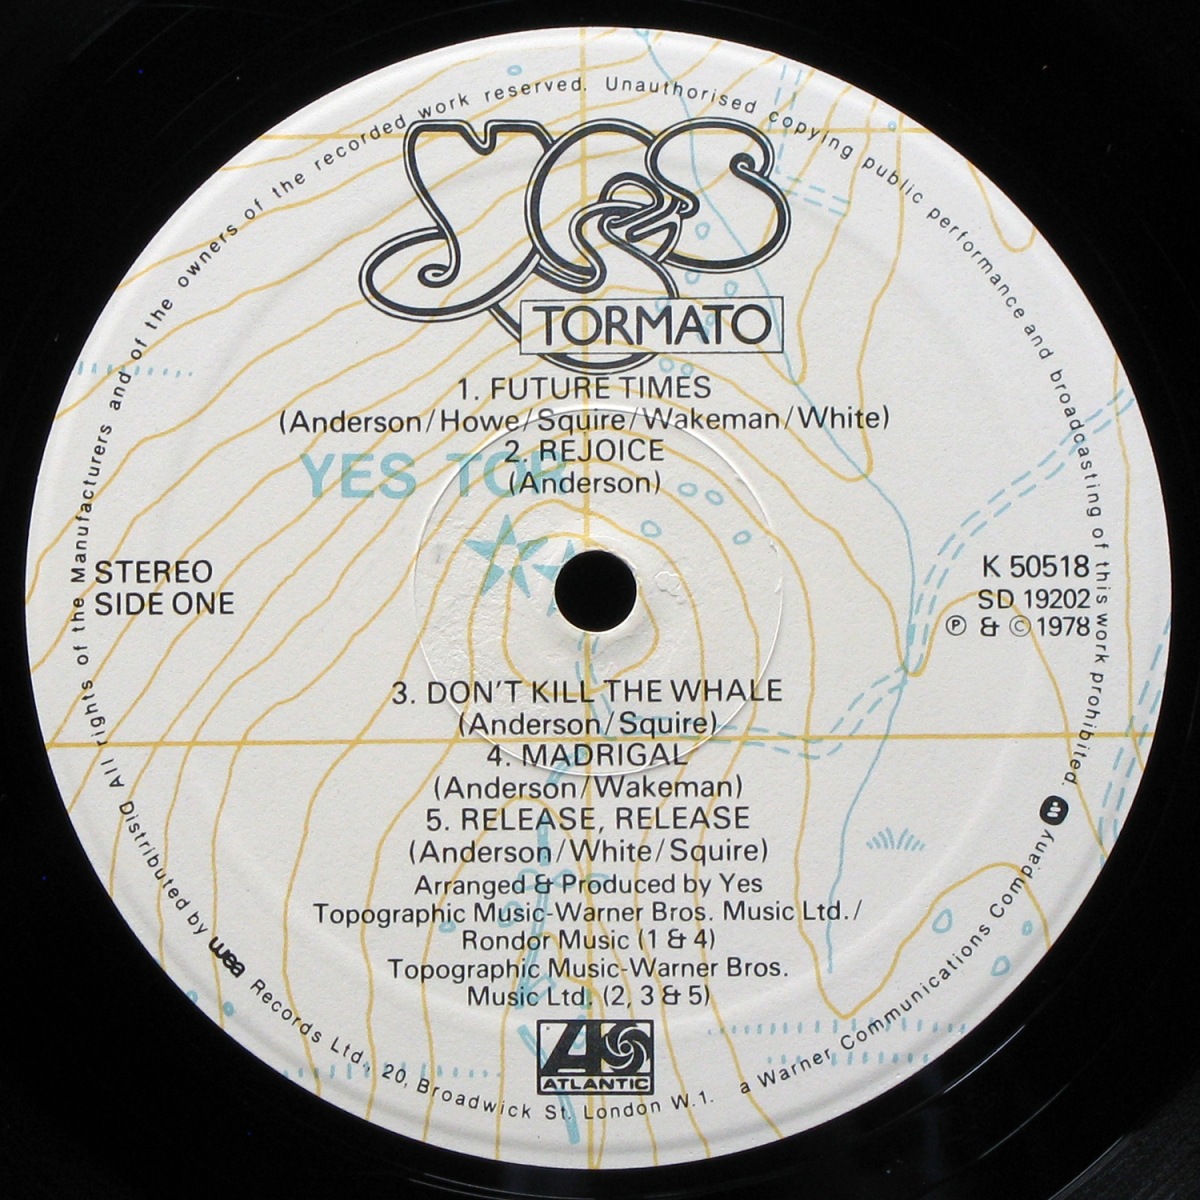 All rights of the Manufacturers and of the owners of the recorded work reserved. Unauthorised copying public performance and broadcasting of this work prohibited.
YES
TORMATO
1. FUTURE TIMES
(Anderson/Howe/Squire/Wakeman/White)
2. REJOICE
(Anderson)
YES TOR
STEREO
SIDE ONE
K 50518
SD 19202
℗ & © 1978
3. DON'T KILL THE WHALE
(Anderson/Squire)
4. MADRIGAL
(Anderson/Wakeman)
5. RELEASE, RELEASE
(Anderson/White/Squire)
Arranged & Produced by Yes
Topographic Music-Warner Bros. Music Ltd./
Rondor Music (1 & 4)
Topographic Music-Warner Bros.
Music Ltd. (2, 3 & 5)
ATLANTIC
Distributed by wea Records Ltd., 20, Broadwick St. London W.1. a Warner Communications Company